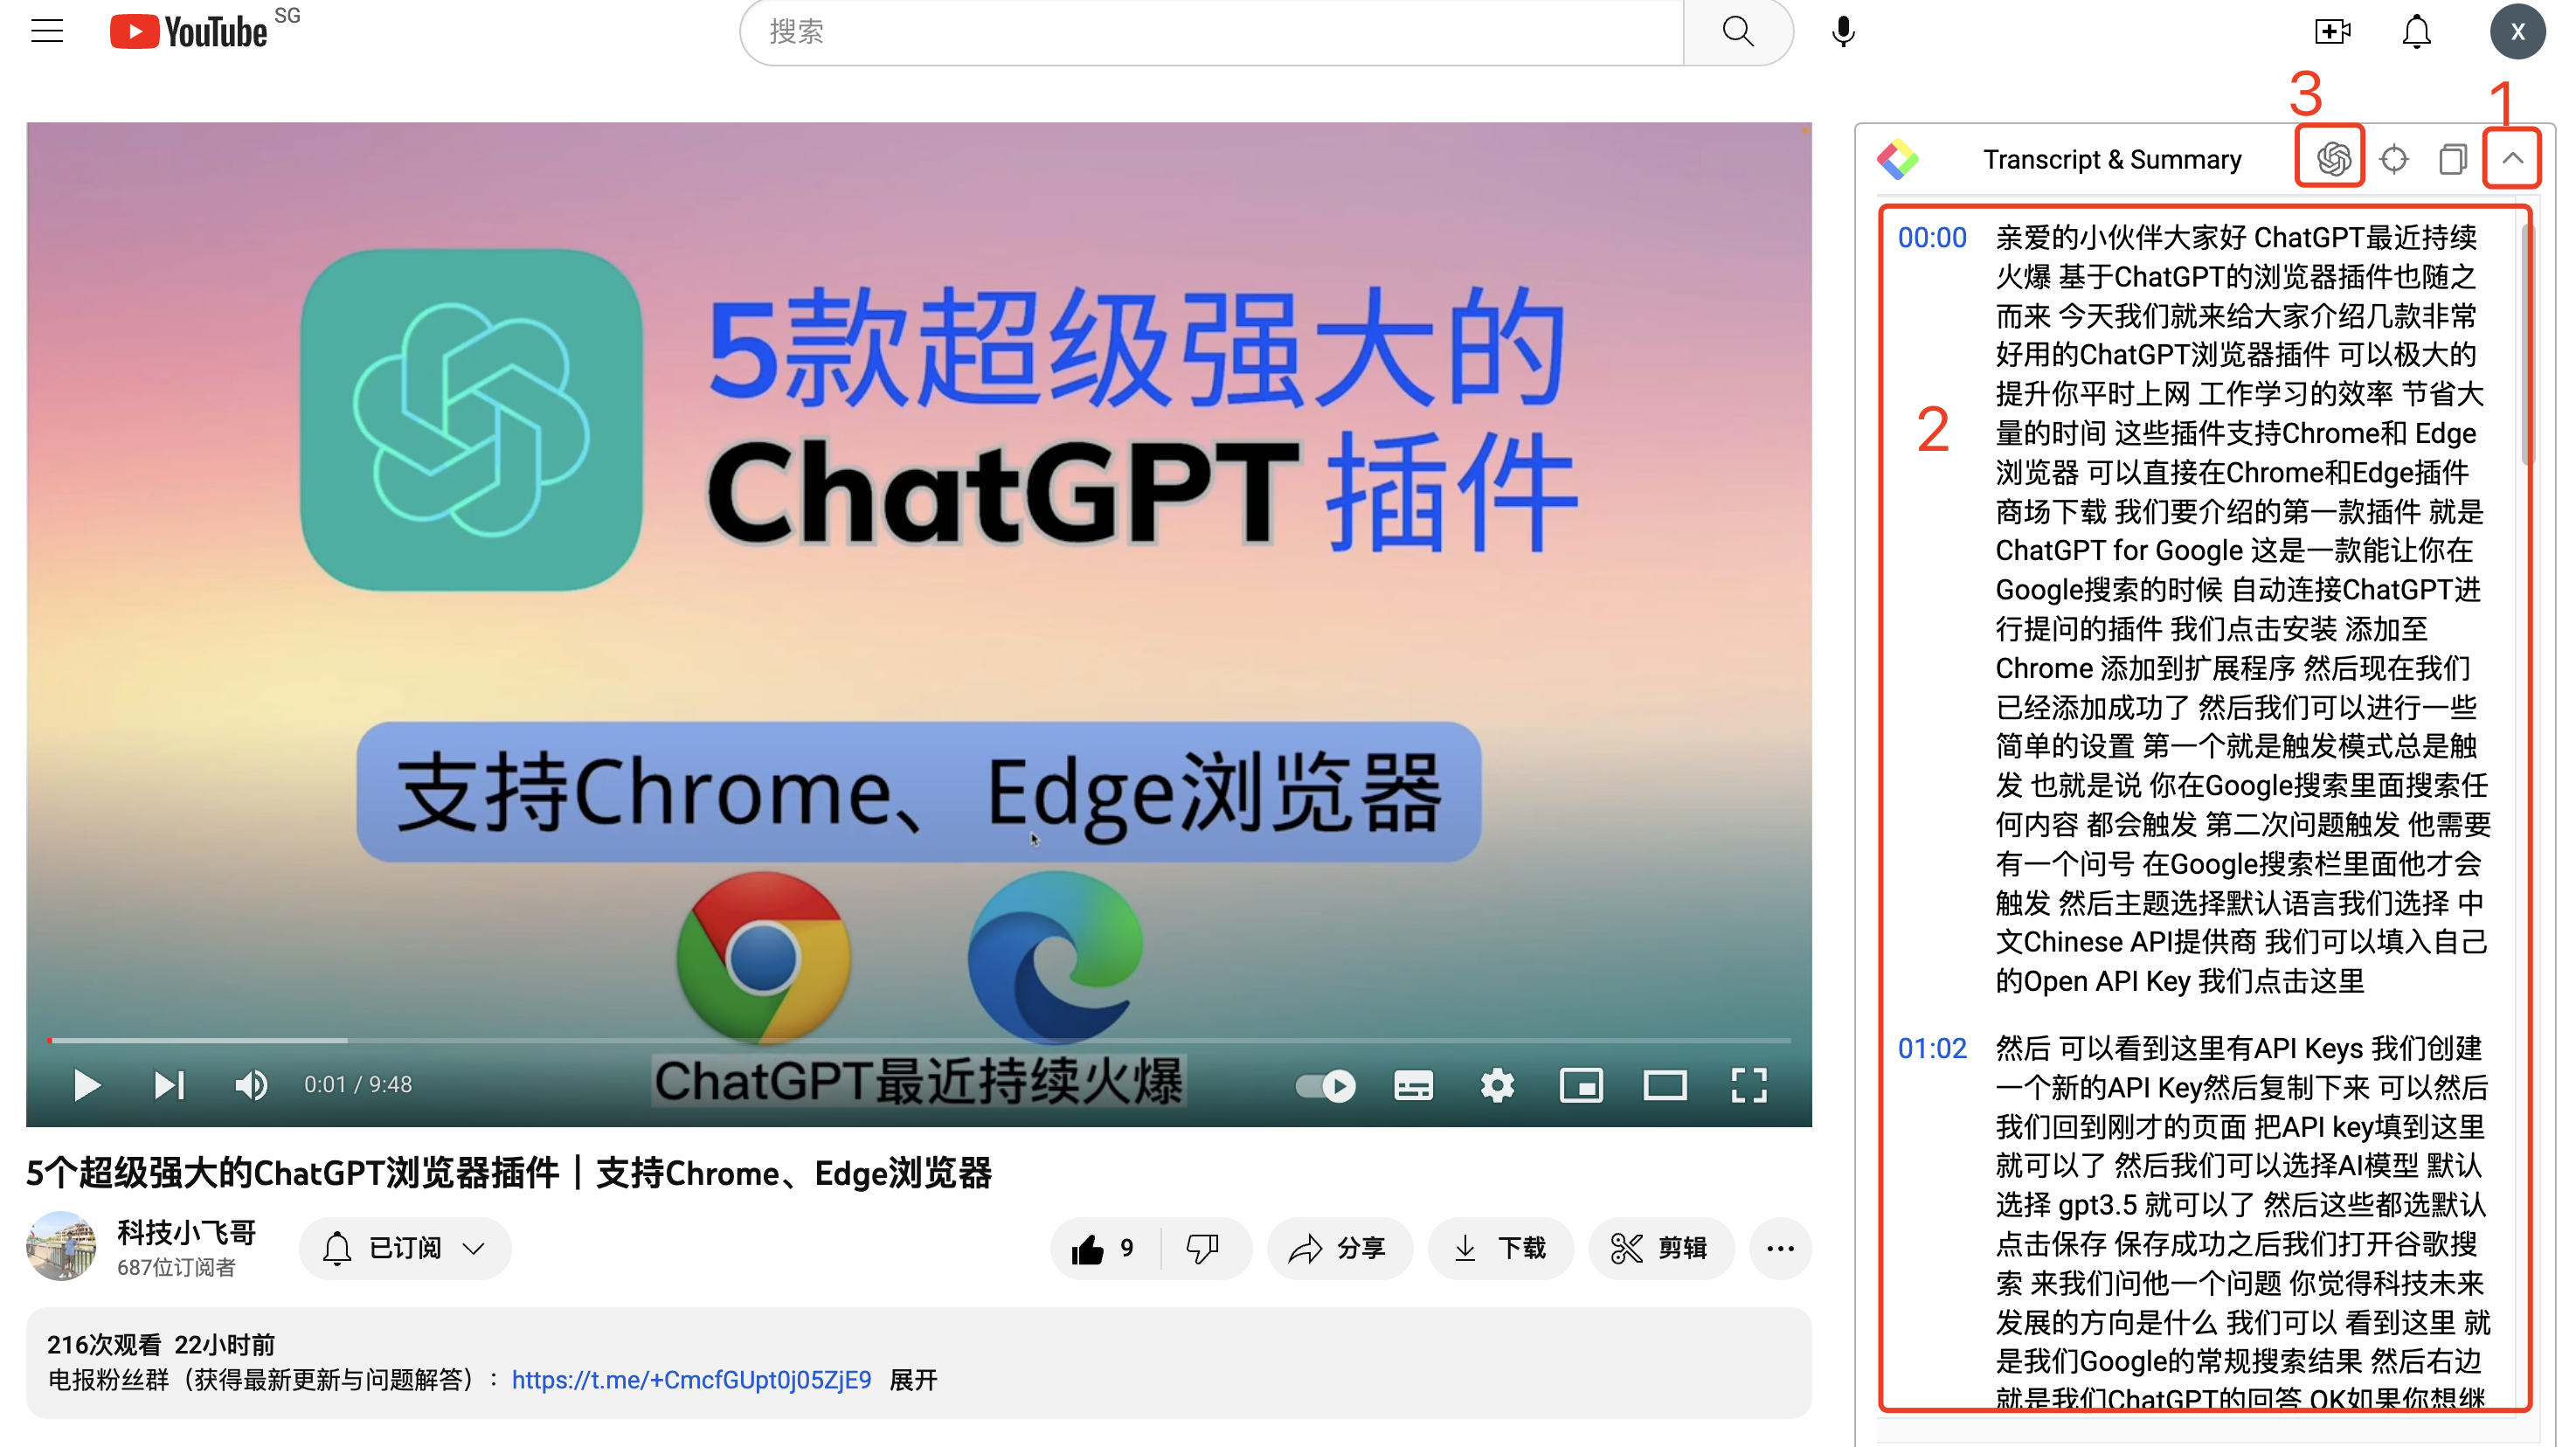 YouTube SG
搜索
X
3
1
5款超级强大的
ChatGPT 插件
支持Chrome、 Edge浏览器
ChatGPT最近持续火爆
0:01 / 9:48
5个超级强大的ChatGPT浏览器插件｜支持Chrome、Edge浏览器
科技小飞哥
687位订阅者
已订阅
9
分享
下载
剪辑
216次观看 22小时前
电报粉丝群（获得最新更新与问题解答）： https://t.me/+CmcfGUpt0j05ZjE9 展开
Transcript & Summary
2
00:00 亲爱的小伙伴大家好 ChatGPT最近持续
火爆 基于ChatGPT的浏览器插件也随之
而来 今天我们就来给大家介绍几款非常
好用的ChatGPT浏览器插件 可以极大的
提升你平时上网 工作学习的效率 节省大
量的时间 这些插件支持Chrome和 Edge
浏览器 可以直接在Chrome和Edge插件
商场下载 我们要介绍的第一款插件 就是
ChatGPT for Google 这是一款能让你在
Google搜索的时候 自动连接ChatGPT进
行提问的插件 我们点击安装 添加至
Chrome 添加到扩展程序 然后现在我们
已经添加成功了 然后我们可以进行一些
简单的设置 第一个就是触发模式总是触
发 也就是说 你在Google搜索里面搜索任
何内容 都会触发 第二次问题触发 他需要
有一个问号 在Google搜索栏里面他才会
触发 然后主题选择默认语言我们选择 中
文Chinese API提供商 我们可以填入自己
的Open API Key 我们点击这里
01:02 然后 可以看到这里有API Keys 我们创建
一个新的API Key然后复制下来 可以然后
我们回到刚才的页面 把API key填到这里
就可以了 然后我们可以选择AI模型 默认
选择 gpt3.5 就可以了 然后这些都选默认
点击保存 保存成功之后我们打开谷歌搜
索 来我们问他一个问题 你觉得科技未来
发展的方向是什么 我们可以 看到这里 就
是我们Google的常规搜索结果 然后右边
就是我们ChatGPT的回答 OK如果你想继